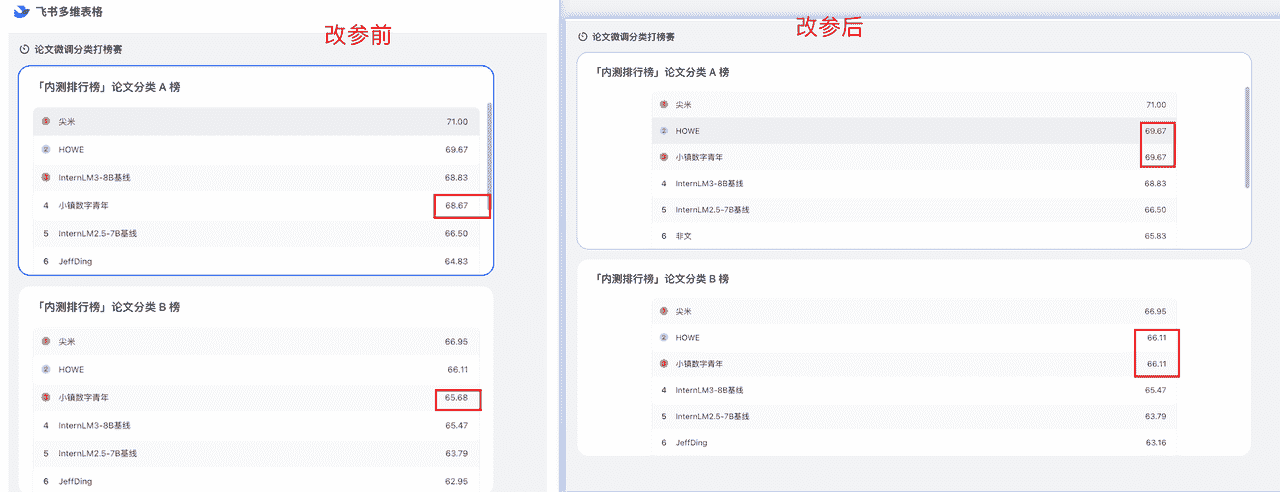 飞书多维表格
改参前
论文微调分类打榜赛
「内测排行榜」论文分类 A 榜
尖米 71.00
2 HOWE 69.67
InternLM3-8B基线 68.83
4 小镇数字青年 68.67
5 InternLM2.5-7B基线 66.50
6 JeffDing 64.83
「内测排行榜」论文分类 B 榜
尖米 66.95
2 HOWE 66.11
小镇数字青年 65.68
4 InternLM3-8B基线 65.47
5 InternLM2.5-7B基线 63.79
6 JeffDing 62.95
改参后
论文微调分类打榜赛
「内测排行榜」论文分类 A 榜
尖米 71.00
2 HOWE 69.67
小镇数字青年 69.67
4 InternLM3-8B基线 68.83
5 InternLM2.5-7B基线 66.50
6 非文 65.83
「内测排行榜」论文分类 B 榜
尖米 66.95
2 HOWE 66.11
小镇数字青年 66.11
4 InternLM3-8B基线 65.47
5 InternLM2.5-7B基线 63.79
6 JeffDing 63.16